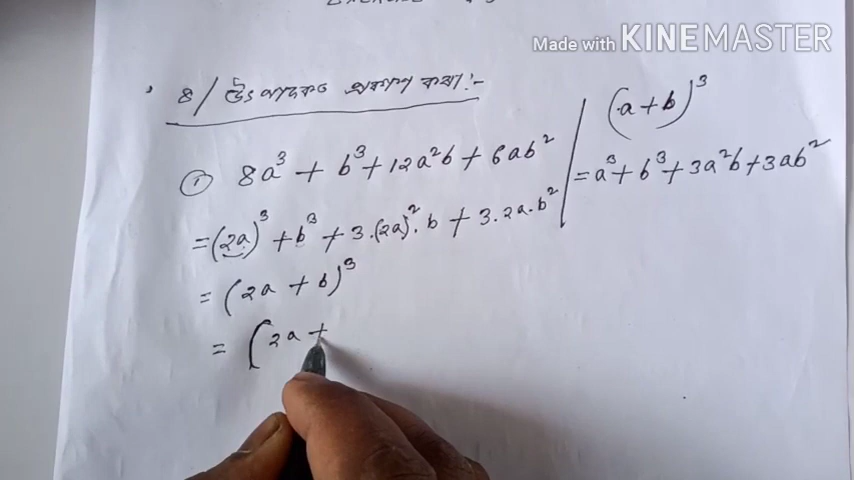 Made with KINEMASTER
8/ উৎপাদকত প্ৰকাশ কৰা:-
① 8a³ + b³ + 12a²b + 6ab²
= (2a)³ + b³ + 3.(2a)².b + 3.2a.b²
= (2a + b)³
= (2a +
(a + b)³
= a³ + b³ + 3a²b + 3ab²